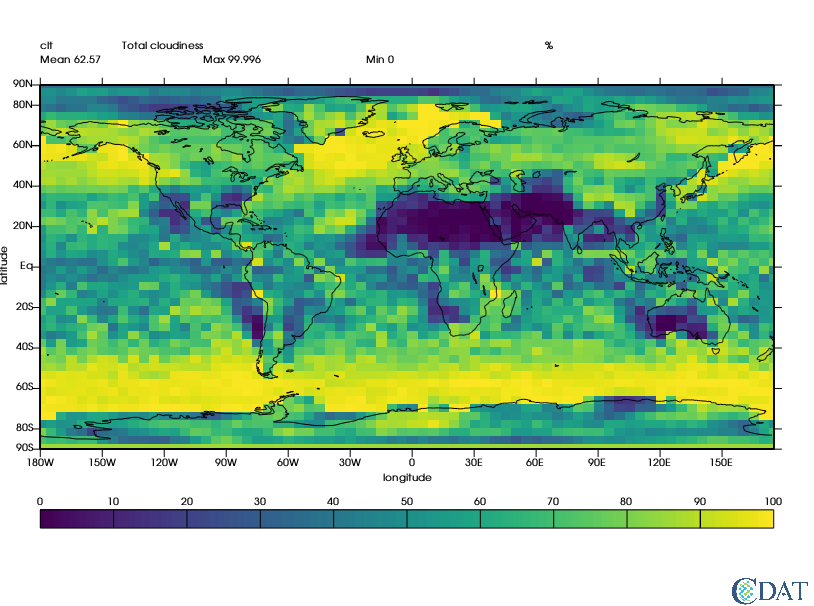 clt Total cloudiness %
Mean 62.57 Max 99.996 Min 0
90N
80N
60N
40N
20N
Eq
20S
40S
60S
80S
90S
latitude
180W 150W 120W 90W 60W 30W 0 30E 60E 90E 120E 150E
longitude
0 10 20 30 40 50 60 70 80 90 100
CDAT